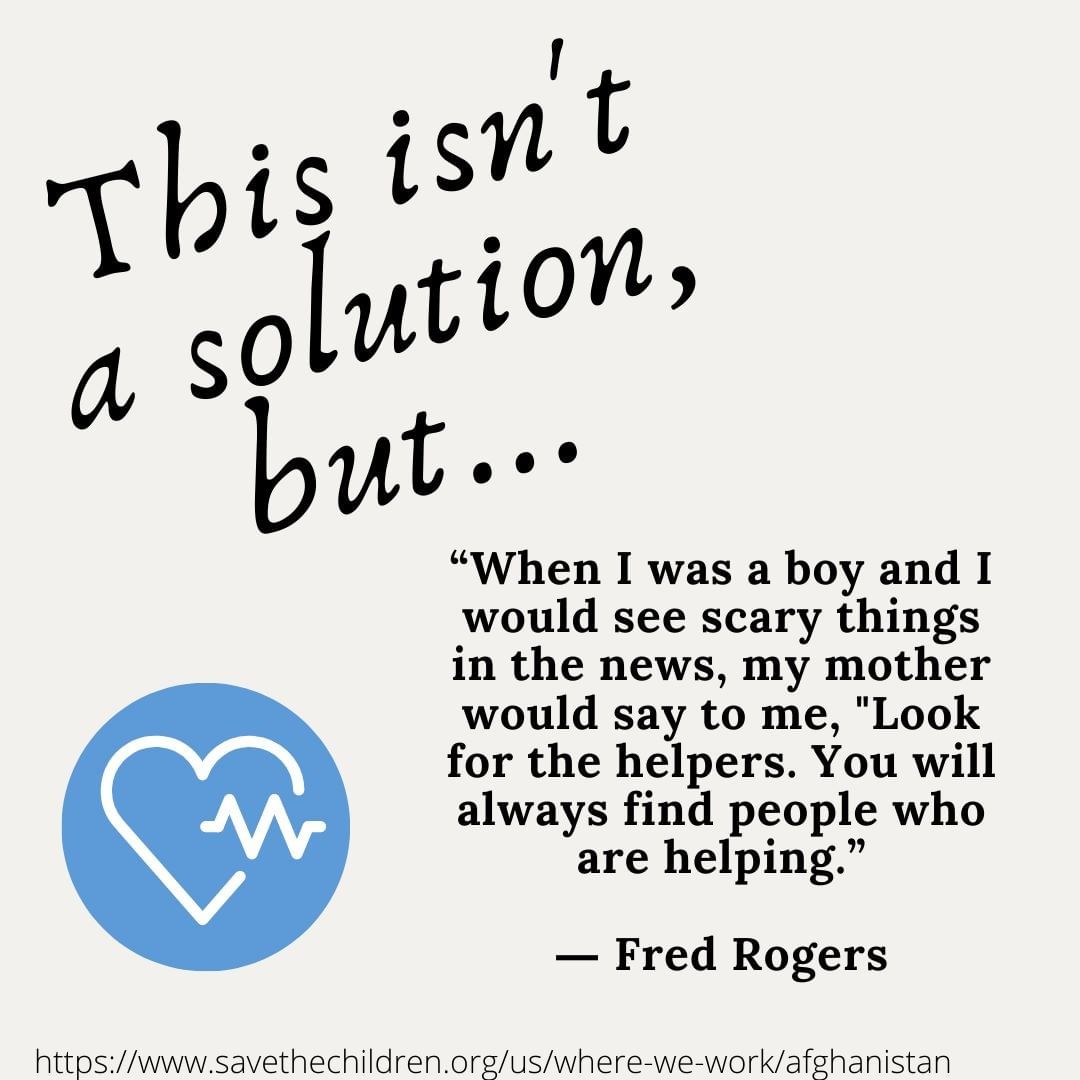 This isn't
a solution,
but...
“When I was a boy and I
would see scary things
in the news, my mother
would say to me, "Look
for the helpers. You will
always find people who
are helping.”
— Fred Rogers
https://www.savethechildren.org/us/where-we-work/afghanistan